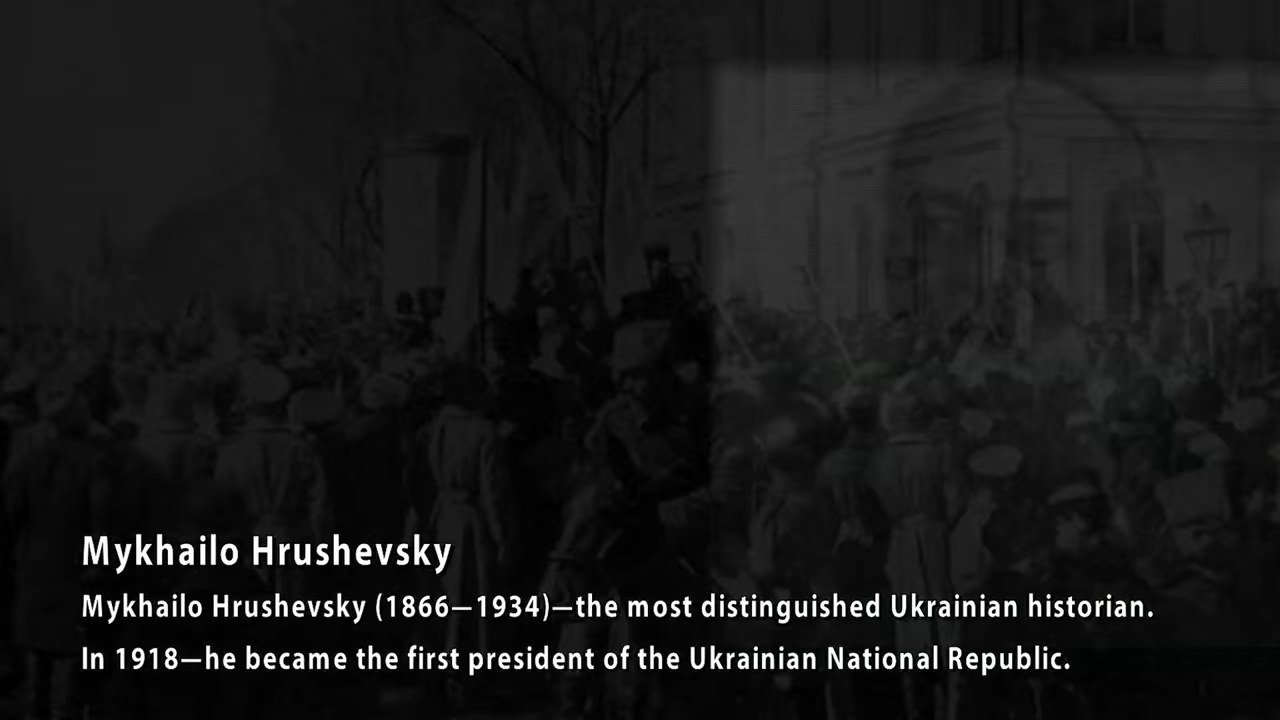 Mykhailo Hrushevsky
Mykhailo Hrushevsky (1866—1934)—the most distinguished Ukrainian historian.
In 1918—he became the first president of the Ukrainian National Republic.